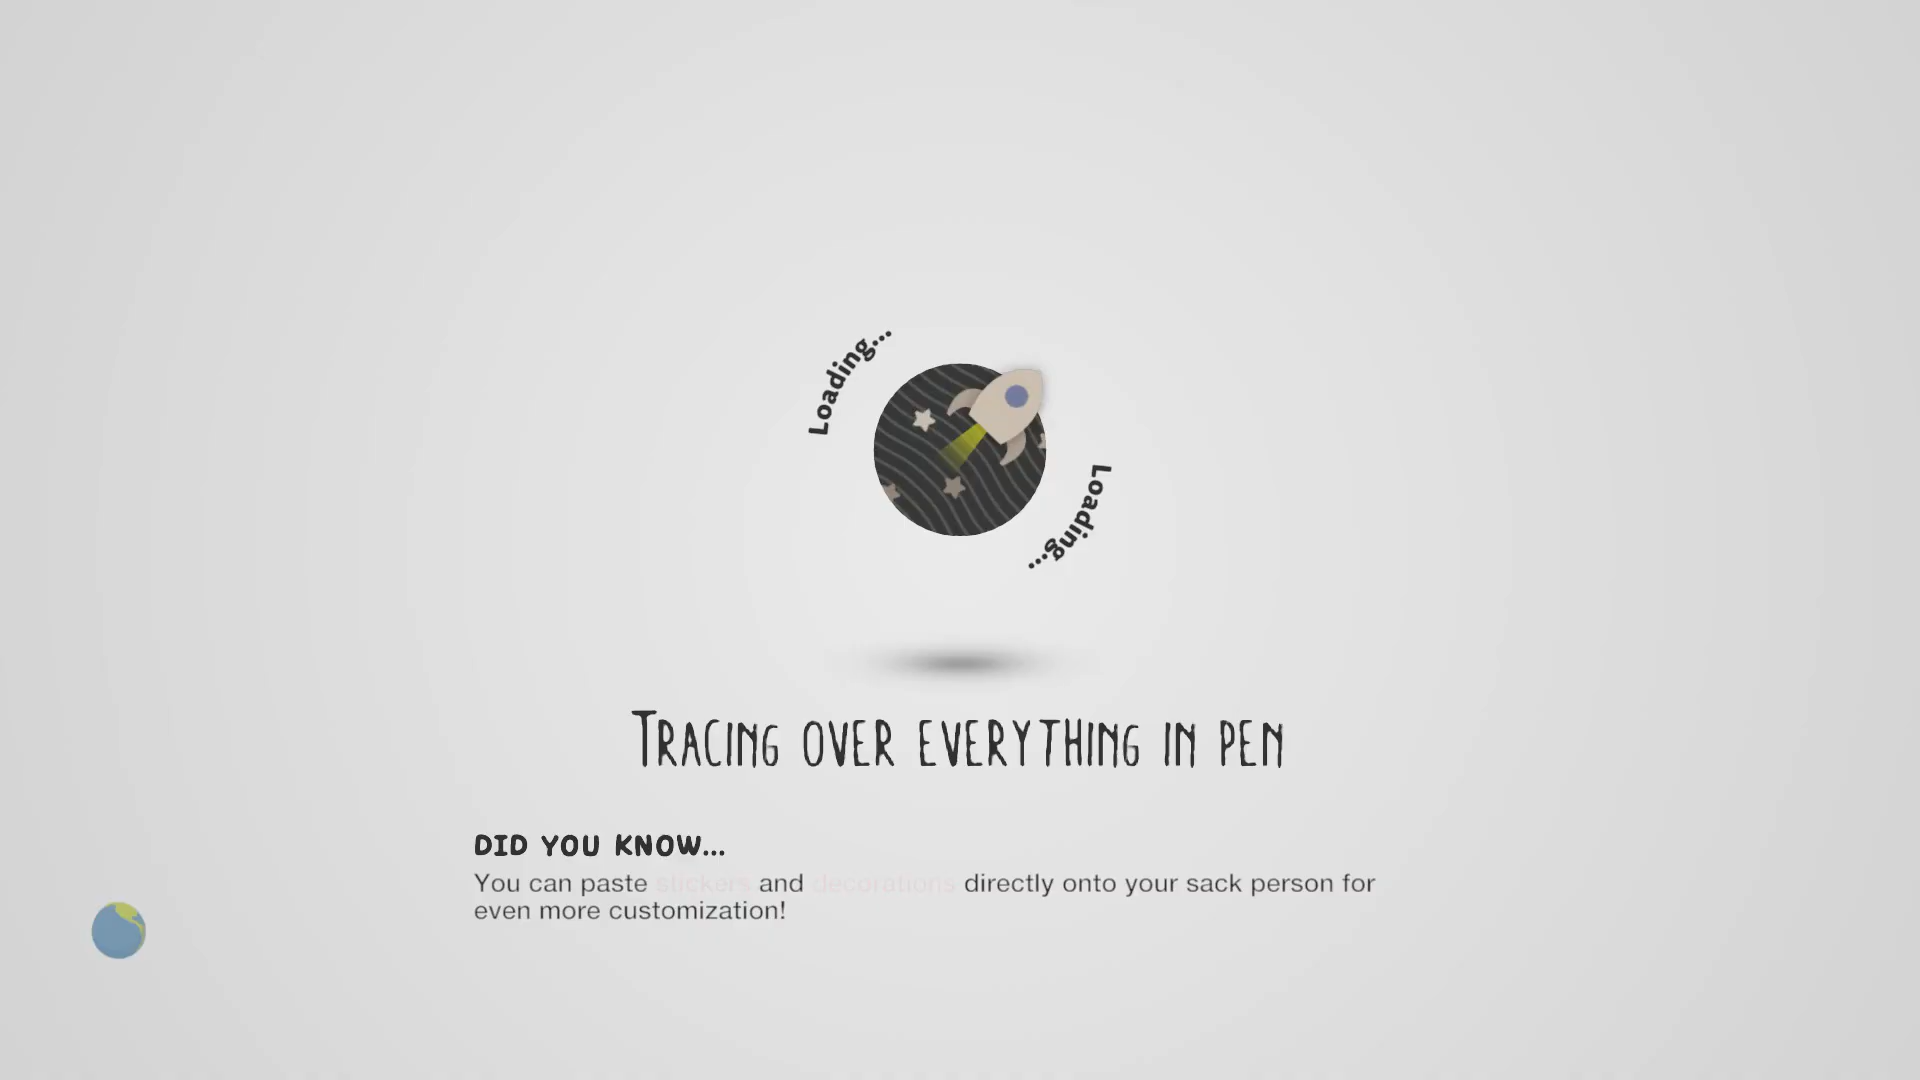 Loading...
Loading...
Tracing over everything in pen
DID YOU KNOW...
You can paste stickers and decorations directly onto your sack person for
even more customization!